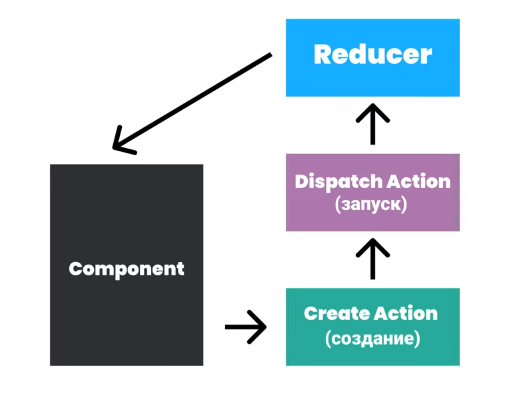 Reducer
Dispatch Action
(запуск)
Component
Create Action
(создание)